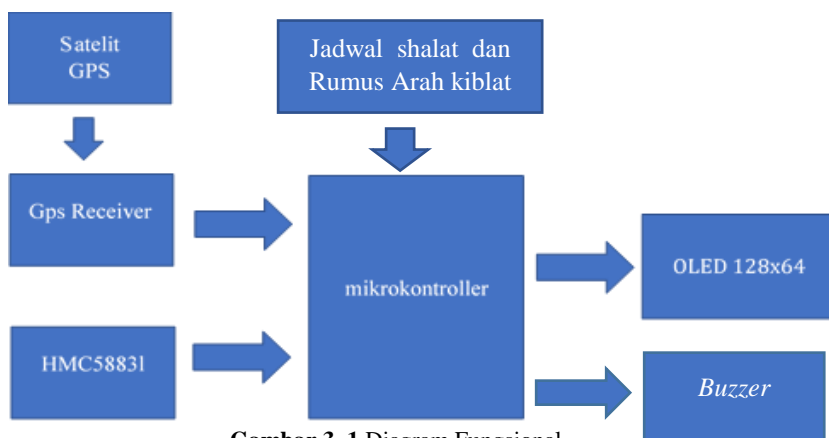 Satelit
GPS
Jadwal shalat dan
Rumus Arah kiblat
Gps Receiver
mikrokontroller
OLED 128x64
HMC5883l
Buzzer
Gambar 3. 1 Diagram Fungsional